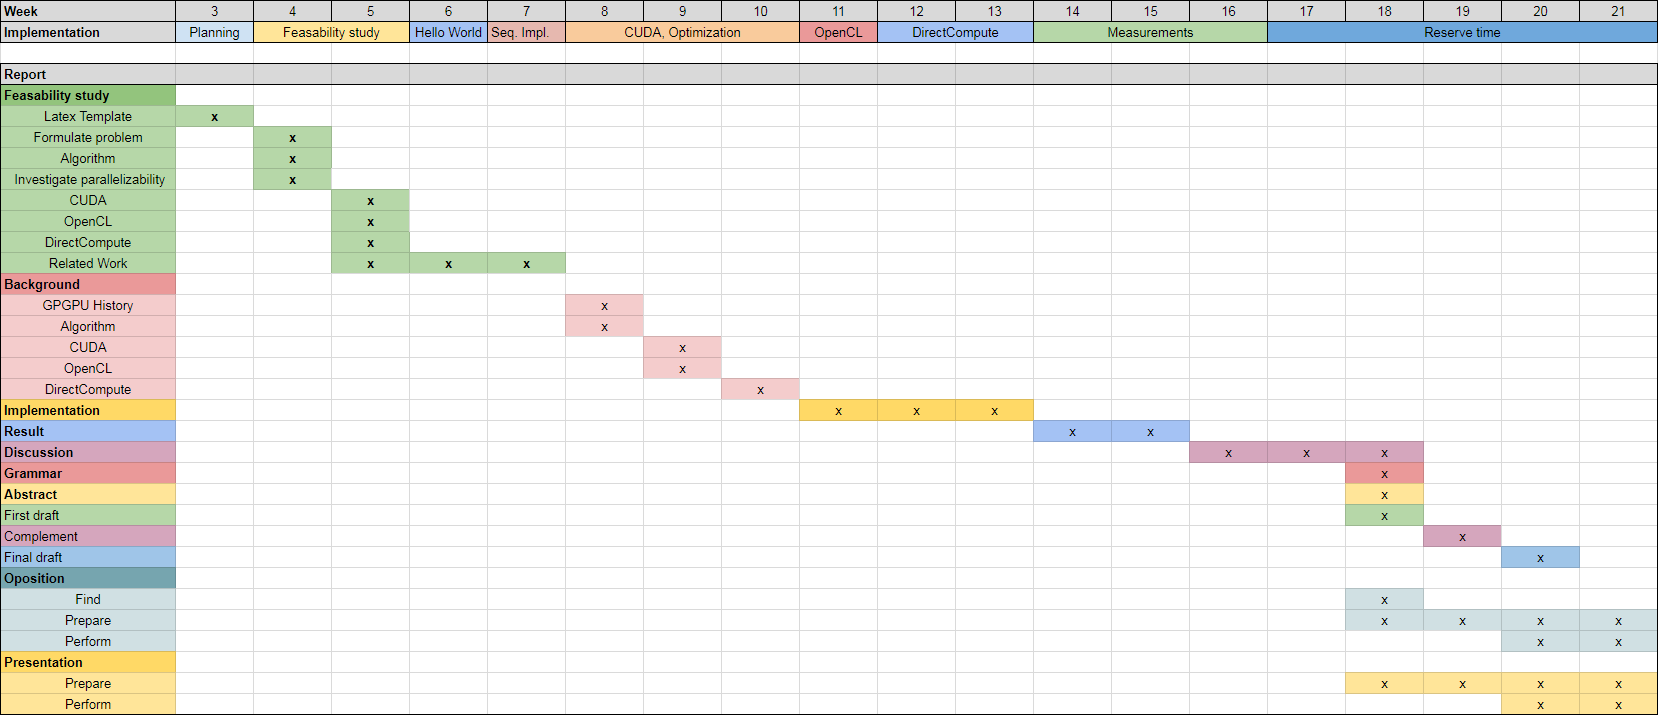 Week 3 4 5 6 7 8 9 10 11 12 13 14 15 16 17 18 19 20 21
Implementation Planning Feasability study Hello World Seq. Impl. CUDA, Optimization OpenCL DirectCompute Measurements Reserve time
Report
Feasability study
Latex Template x
Formulate problem x
Algorithm x
Investigate parallelizability x
CUDA x
OpenCL x
DirectCompute x
Related Work x x x
Background
GPGPU History x
Algorithm x
CUDA x
OpenCL x
DirectCompute x
Implementation x x x
Result x x
Discussion x x x
Grammar x
Abstract x
First draft x
Complement x
Final draft x
Oposition
Find x
Prepare x x x x
Perform x x
Presentation
Prepare x x x x
Perform x x